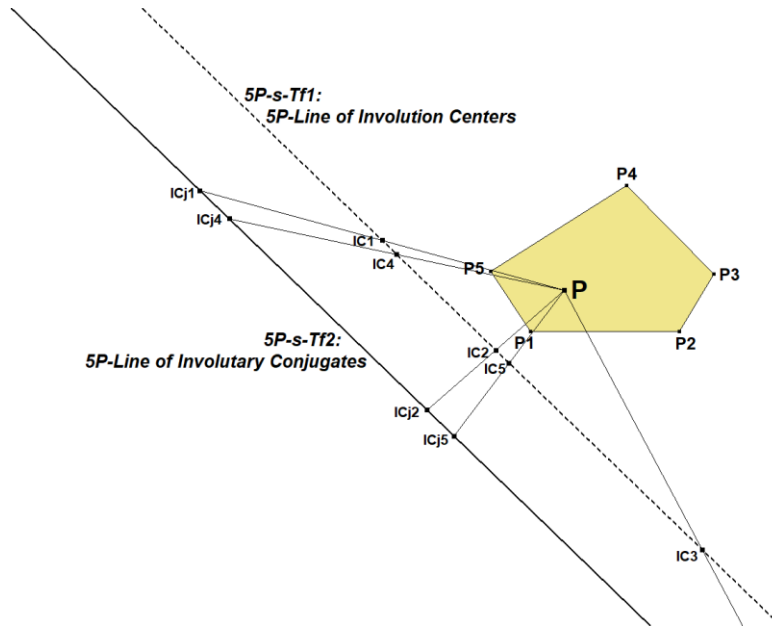 5P-s-Tf1:
5P-Line of Involution Centers
P4
ICj1
ICj4
IC1
IC4
P5
P3
P
5P-s-Tf2:
5P-Line of Involutary Conjugates
P1
P2
IC2
IC5
ICj2
ICj5
IC3